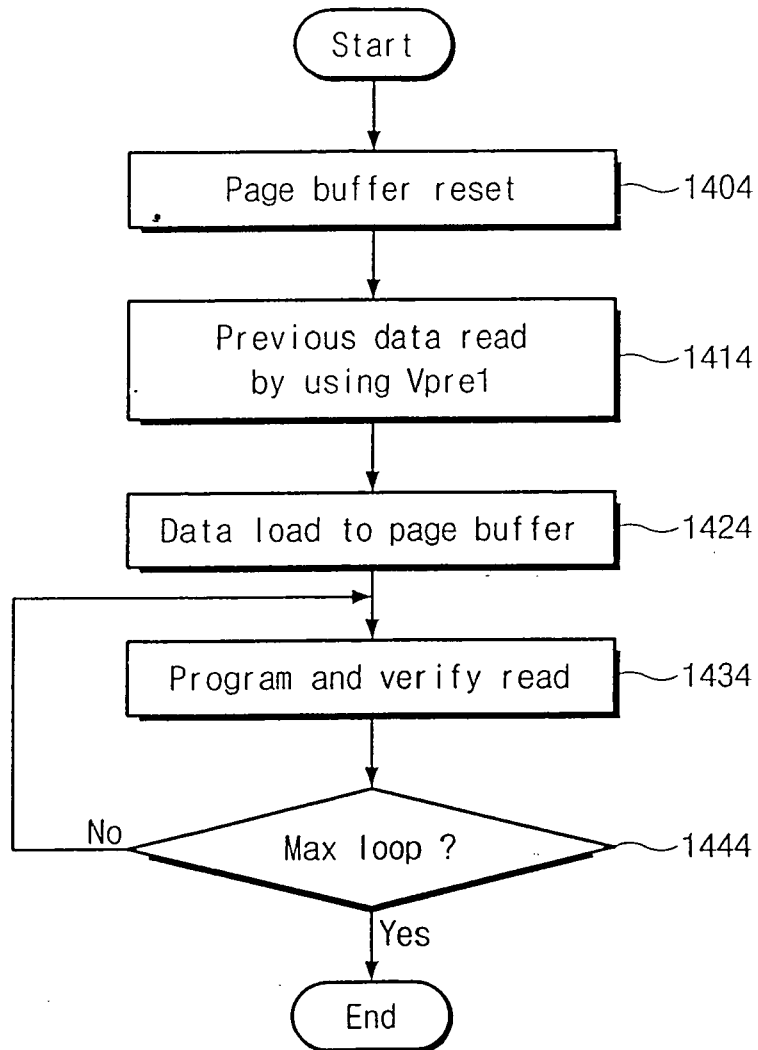 Start
Page buffer reset
1404
Previous data read
by using Vpre1
1414
Data load to page buffer
1424
Program and verify read
1434
No
Max loop ?
1444
Yes
End